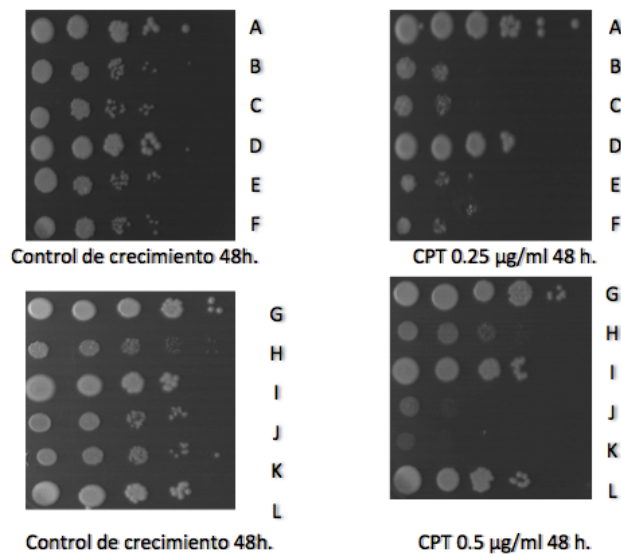 A
B
C
D
E
F
Control de crecimiento 48h.
A
B
C
D
E
F
CPT 0.25 µg/ml 48 h.
G
H
I
J
K
L
Control de crecimiento 48h.
G
H
I
J
K
L
CPT 0.5 µg/ml 48 h.